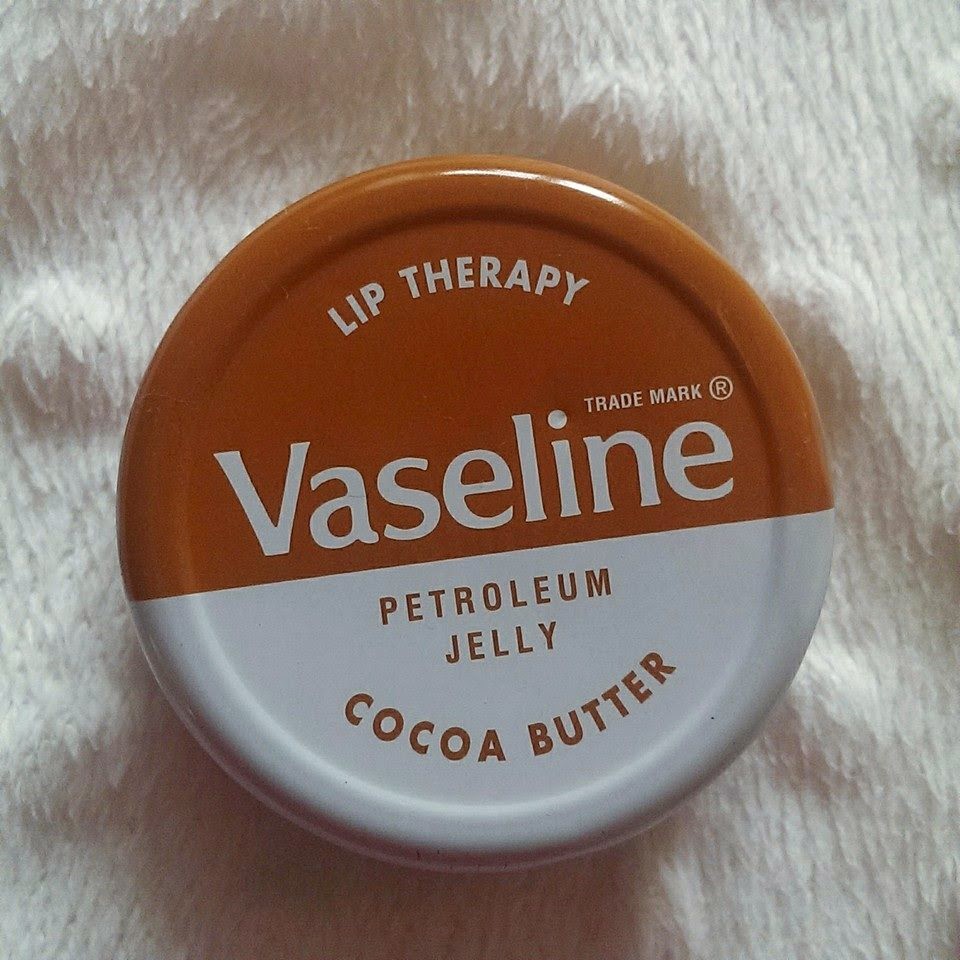 LIP THERAPY
TRADE MARK ®
Vaseline
PETROLEUM
JELLY
COCOA BUTTER